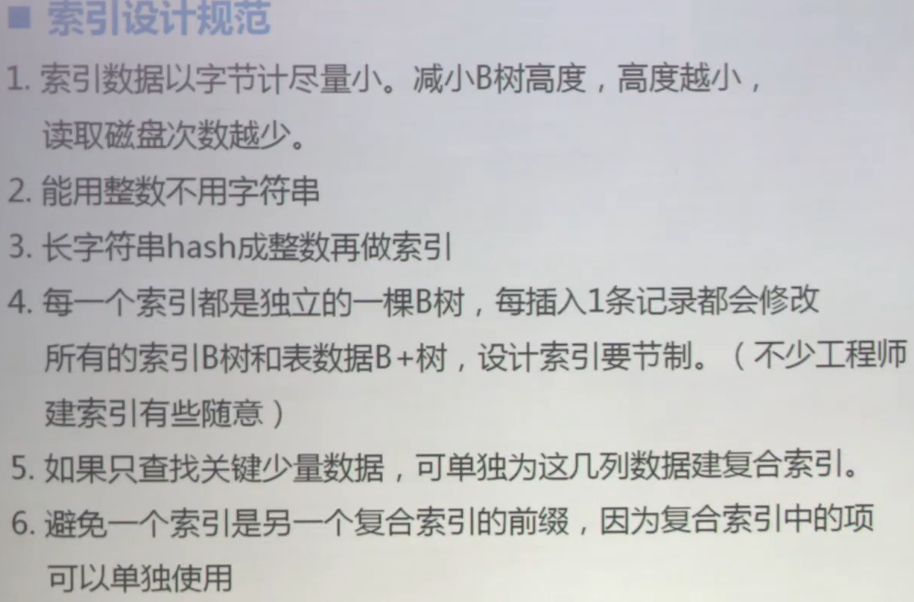 ■ 索引设计规范
1. 索引数据以字节计尽量小。减小B树高度，高度越小，
读取磁盘次数越少。
2. 能用整数不用字符串
3. 长字符串hash成整数再做索引
4. 每一个索引都是独立的一棵B树，每插入1条记录都会修改
所有的索引B树和表数据B+树，设计索引要节制。（不少工程师
建索引有些随意）
5. 如果只查找关键少量数据，可单独为这几列数据建复合索引。
6. 避免一个索引是另一个复合索引的前缀，因为复合索引中的项
可以单独使用